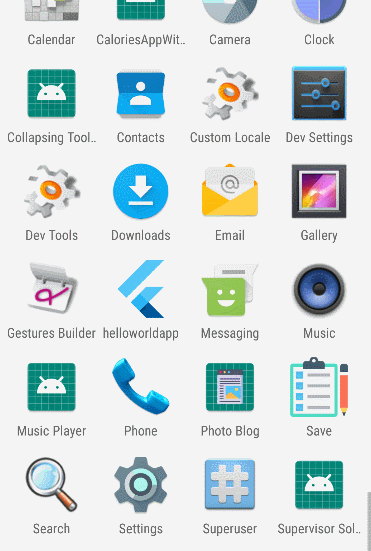 Calendar CaloriesAppWit.. Camera Clock
Collapsing Tool.. Contacts Custom Locale Dev Settings
Dev Tools Downloads Email Gallery
Gestures Builder helloworldapp Messaging Music
Music Player Phone Photo Blog Save
Search Settings Superuser Supervisor Sol..